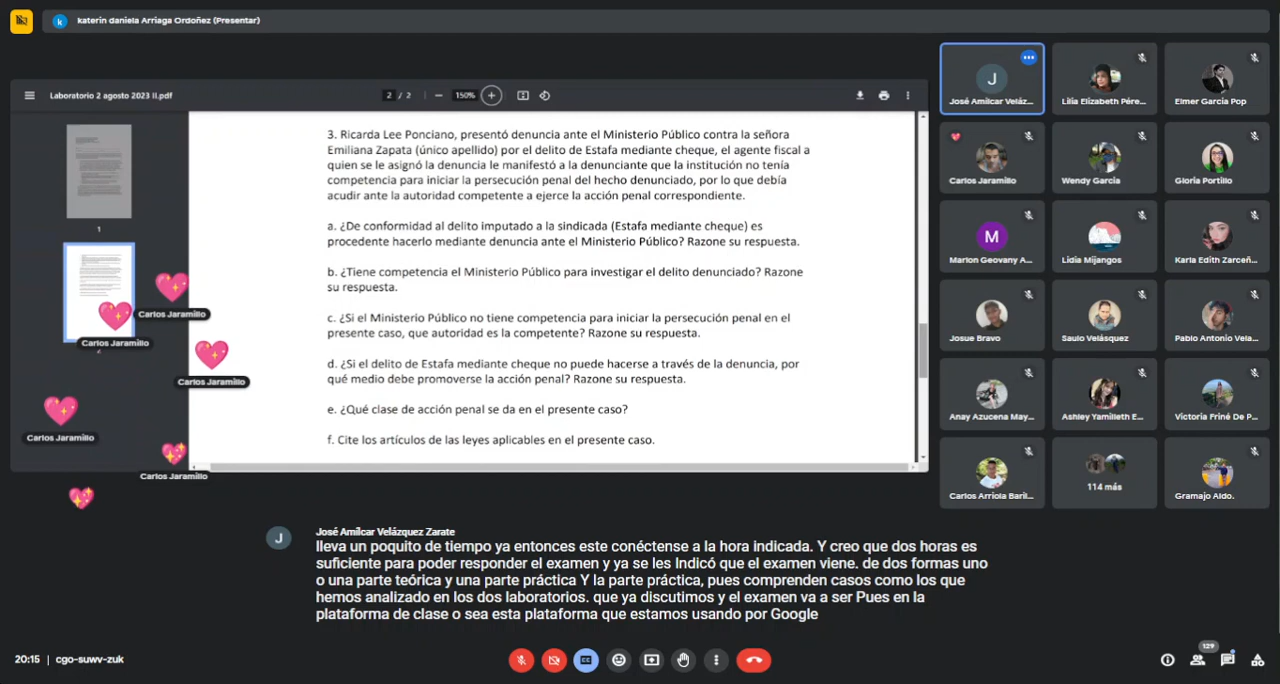 k
katerin daniela Arriaga Ordoñez (Presentar)
Laboratorio 2 agosto 2023 II.pdf
2 / 2
150%
1
2
3. Ricarda Lee Ponciano, presentó denuncia ante el Ministerio Público contra la señora
Emiliana Zapata (único apellido) por el delito de Estafa mediante cheque, el agente fiscal a
quien se le asignó la denuncia le manifestó a la denunciante que la institución no tenía
competencia para iniciar la persecución penal del hecho denunciado, por lo que debía
acudir ante la autoridad competente a ejerce la acción penal correspondiente.
a. ¿De conformidad al delito imputado a la sindicada (Estafa mediante cheque) es
procedente hacerlo mediante denuncia ante el Ministerio Público? Razone su respuesta.
b. ¿Tiene competencia el Ministerio Público para investigar el delito denunciado? Razone
su respuesta.
c. ¿Si el Ministerio Público no tiene competencia para iniciar la persecución penal en el
presente caso, que autoridad es la competente? Razone su respuesta.
d. ¿Si el delito de Estafa mediante cheque no puede hacerse a través de la denuncia, por
qué medio debe promoverse la acción penal? Razone su respuesta.
e. ¿Qué clase de acción penal se da en el presente caso?
f. Cite los artículos de las leyes aplicables en el presente caso.
Carlos Jaramillo
Carlos Jaramillo
Carlos Jaramillo
Carlos Jaramillo
Carlos Jaramillo
J
José Amílcar Veláz...
Lilia Elizabeth Pére...
Elmer García Pop
Carlos Jaramillo
Wendy García
Gloria Portillo
M
Marlon Geovany A...
Lidia Mijangos
Karla Edith Zarceñ...
Josue Bravo
Saulo Velásquez
Pablo Antonio Vela...
Anay Azucena May...
Ashley Yamilleth E...
Victoria Friné De P...
Carlos Arriola Baril...
114 más
Gramajo Aldo.
J
José Amílcar Velázquez Zarate
lleva un poquito de tiempo ya entonces este conéctense a la hora indicada. Y creo que dos horas es
suficiente para poder responder el examen y ya se les Indicó que el examen viene. de dos formas uno
o una parte teórica y una parte práctica Y la parte práctica, pues comprenden casos como los que
hemos analizado en los dos laboratorios. que ya discutimos y el examen va a ser Pues en la
plataforma de clase o sea esta plataforma que estamos usando por Google
20:15 | cgo-suwv-zuk
CC
129